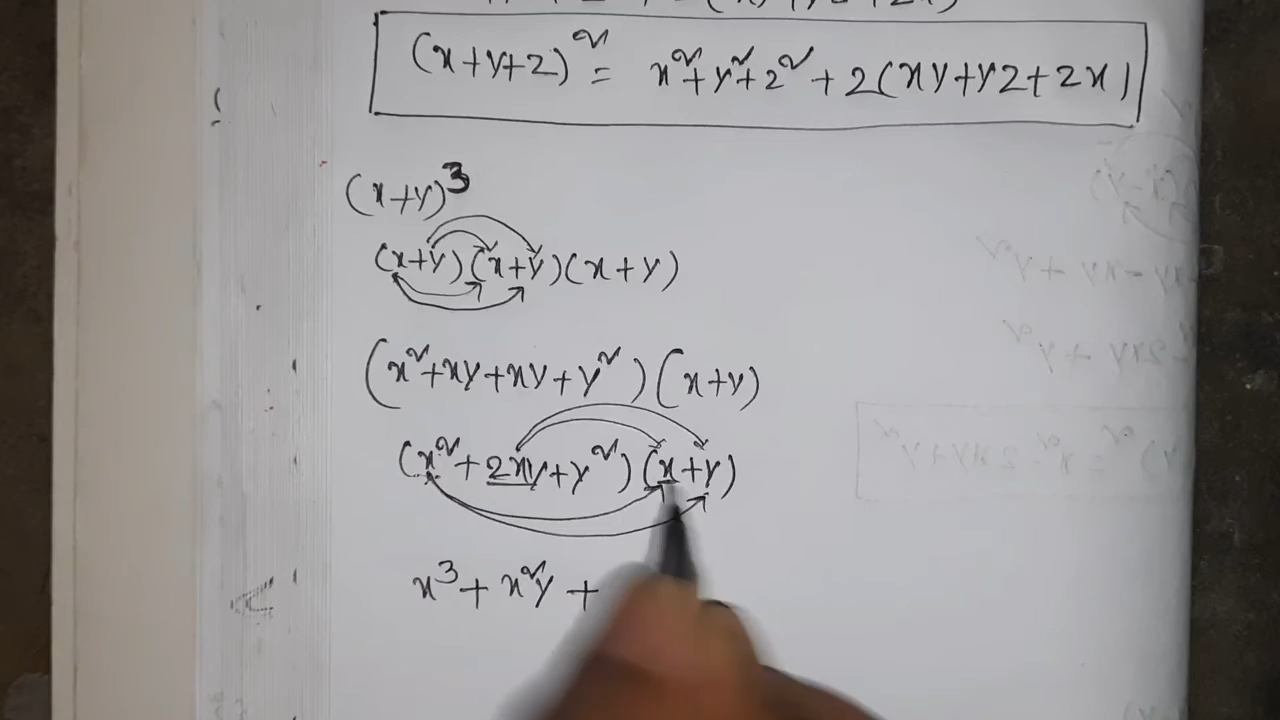 (x+y+z)² = x²+y²+z²+2(xy+yz+zx)
(x+y)³
(x+y)(x+y)(x+y)
(x²+xy+xy+y²)(x+y)
(x²+2xy+y²)(x+y)
x³+x²y+